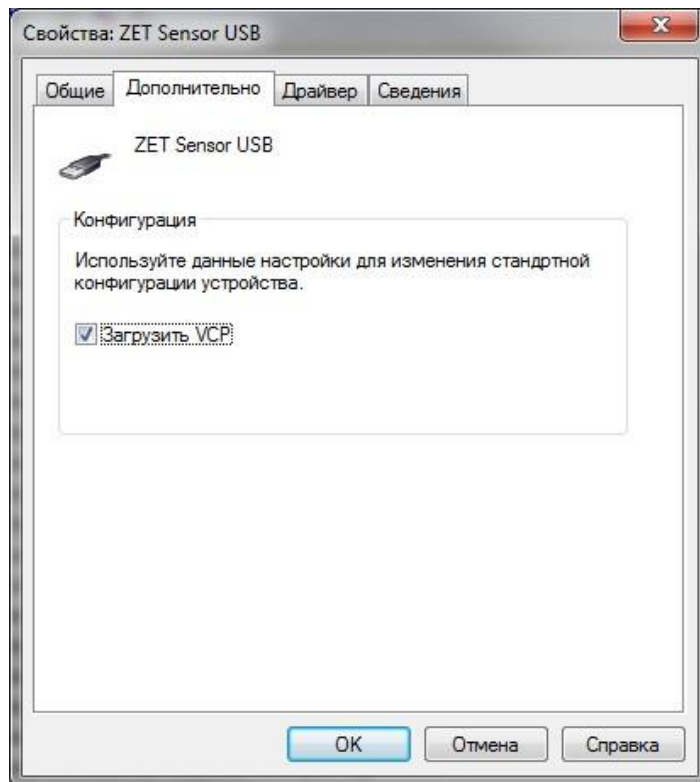 Свойства: ZET Sensor USB
Общие
Дополнительно
Драйвер
Сведения
ZET Sensor USB
Конфигурация
Используйте данные настройки для изменения стандртной
конфигурации устройства.
Загрузить VCP
OK
Отмена
Справка